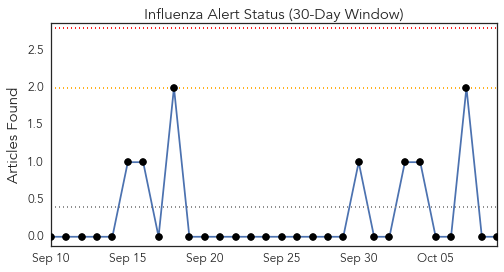 Influenza Alert Status (30-Day Window)
Articles Found
2.5
2.0
1.5
1.0
0.5
0.0
Sep 10 Sep 15 Sep 20 Sep 25 Sep 30 Oct 05